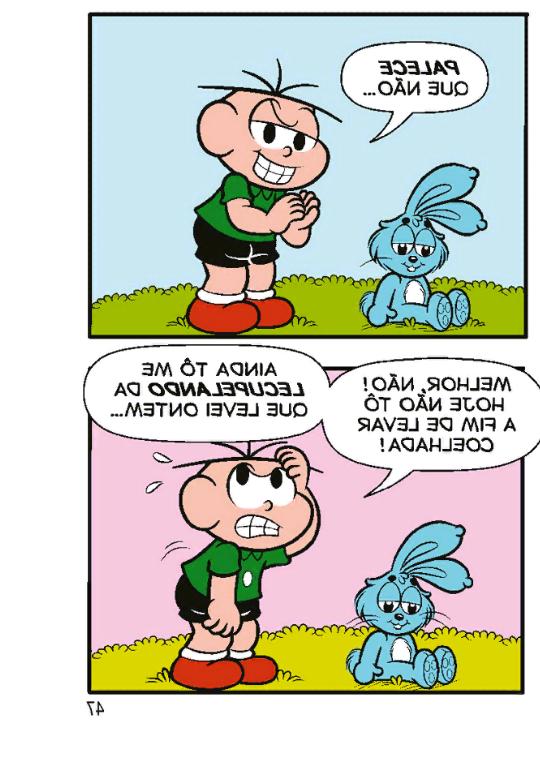 PALECE
QUE NÃO...
MELHOR, NÃO!
HOJE NÃO TÔ
A FIM DE LEVAR
COELHADA!
AINDA TÔ ME
LECUPELANDO DA
QUE LEVEI ONTEM...
47